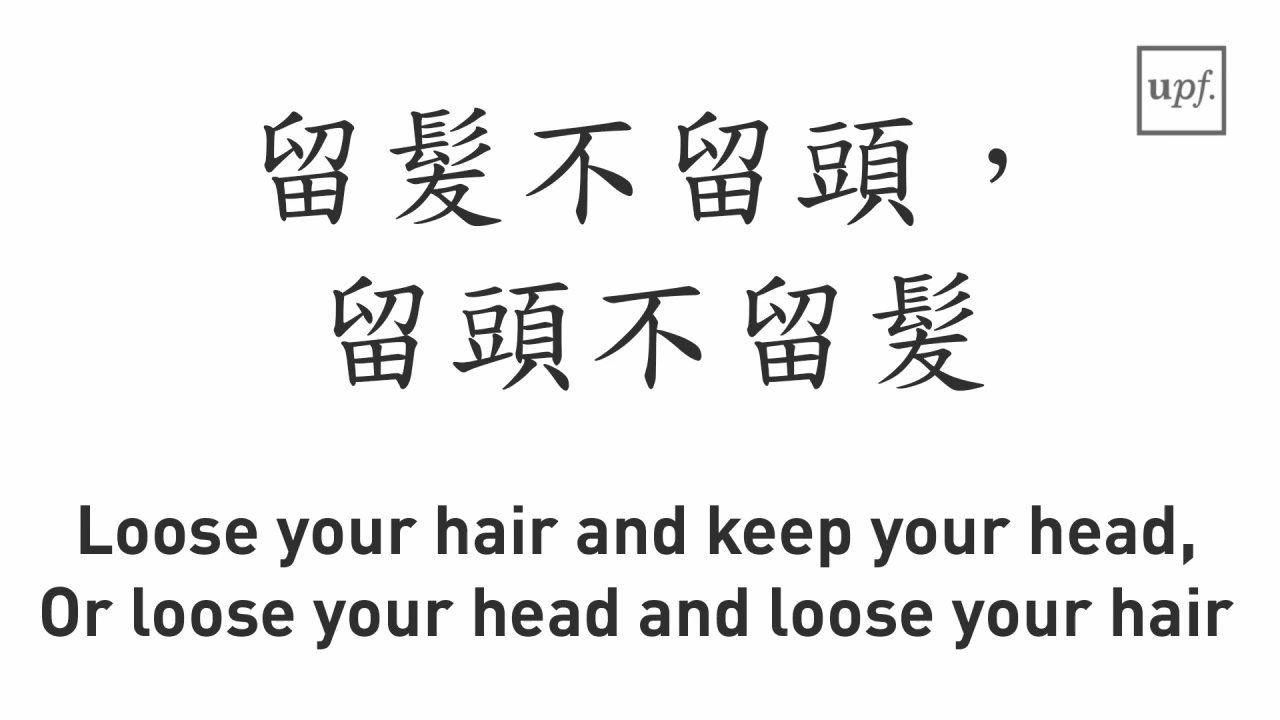 upf.
留髮不留頭，
留頭不留髮
Loose your hair and keep your head,
Or loose your head and loose your hair